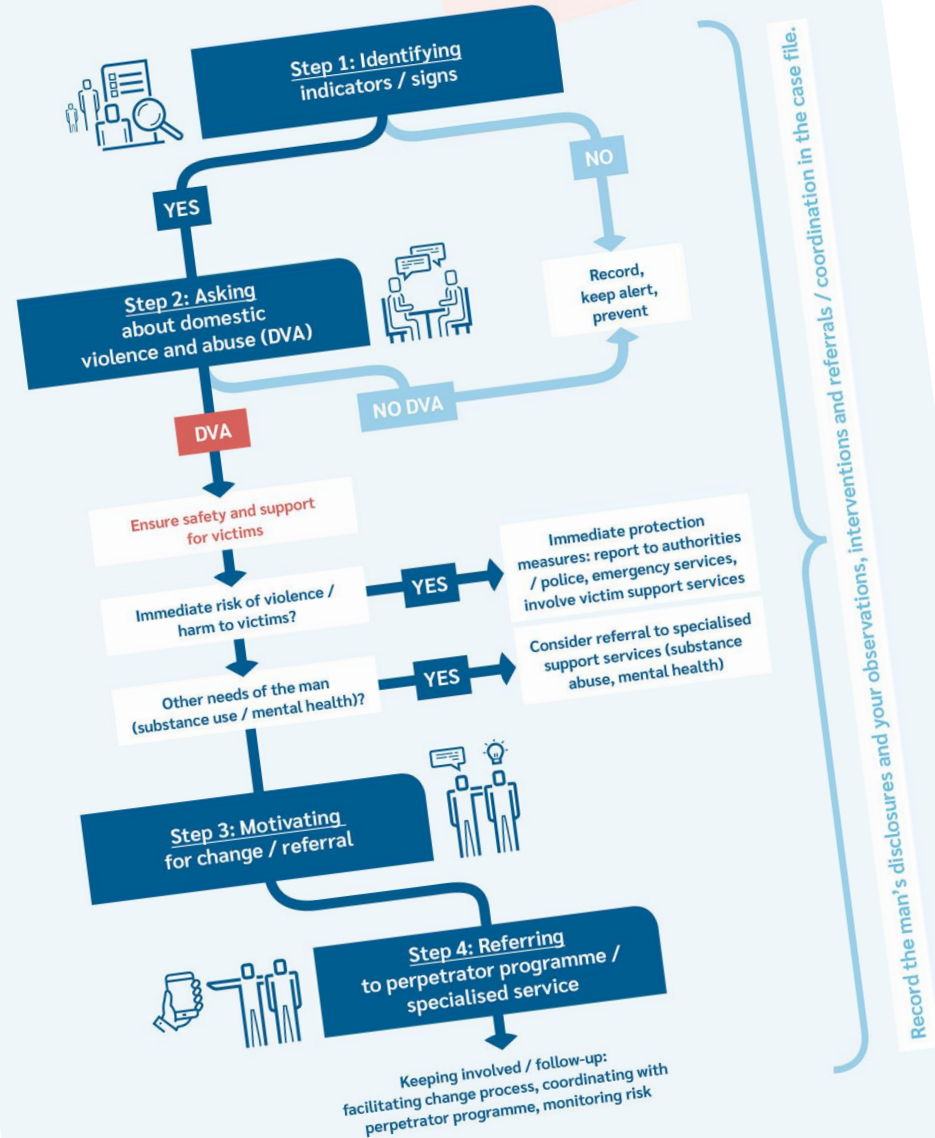 Step 1: Identifying
indicators / signs
NO
YES
Record,
keep alert,
prevent
Step 2: Asking
about domestic
violence and abuse (DVA)
NO DVA
DVA
Ensure safety and support
for victims
Immediate risk of violence /
harm to victims?
YES
Immediate protection
measures: report to authorities
/ police, emergency services,
involve victim support services
Other needs of the man
(substance use / mental health)?
YES
Consider referral to specialised
support services (substance
abuse, mental health)
Step 3: Motivating
for change / referral
Step 4: Referring
to perpetrator programme /
specialised service
Keeping involved / follow-up:
facilitating change process, coordinating with
perpetrator programme, monitoring risk
Record the man's disclosures and your observations, interventions and referrals / coordination in the case file.